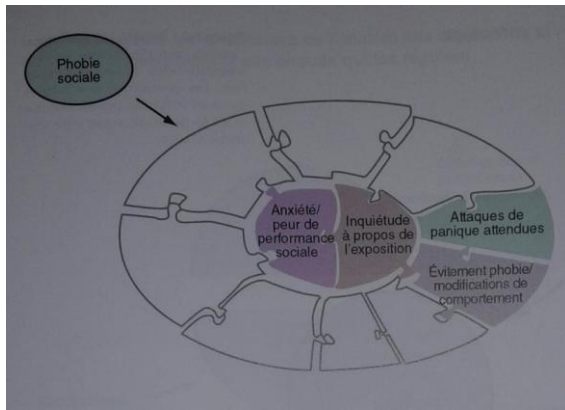 Phobie
sociale
Anxiété/
peur de
performance
sociale
Inquiétude
à propos de
l'exposition
Attaques de
panique attendues
Évitement phobie/
modifications de
comportement